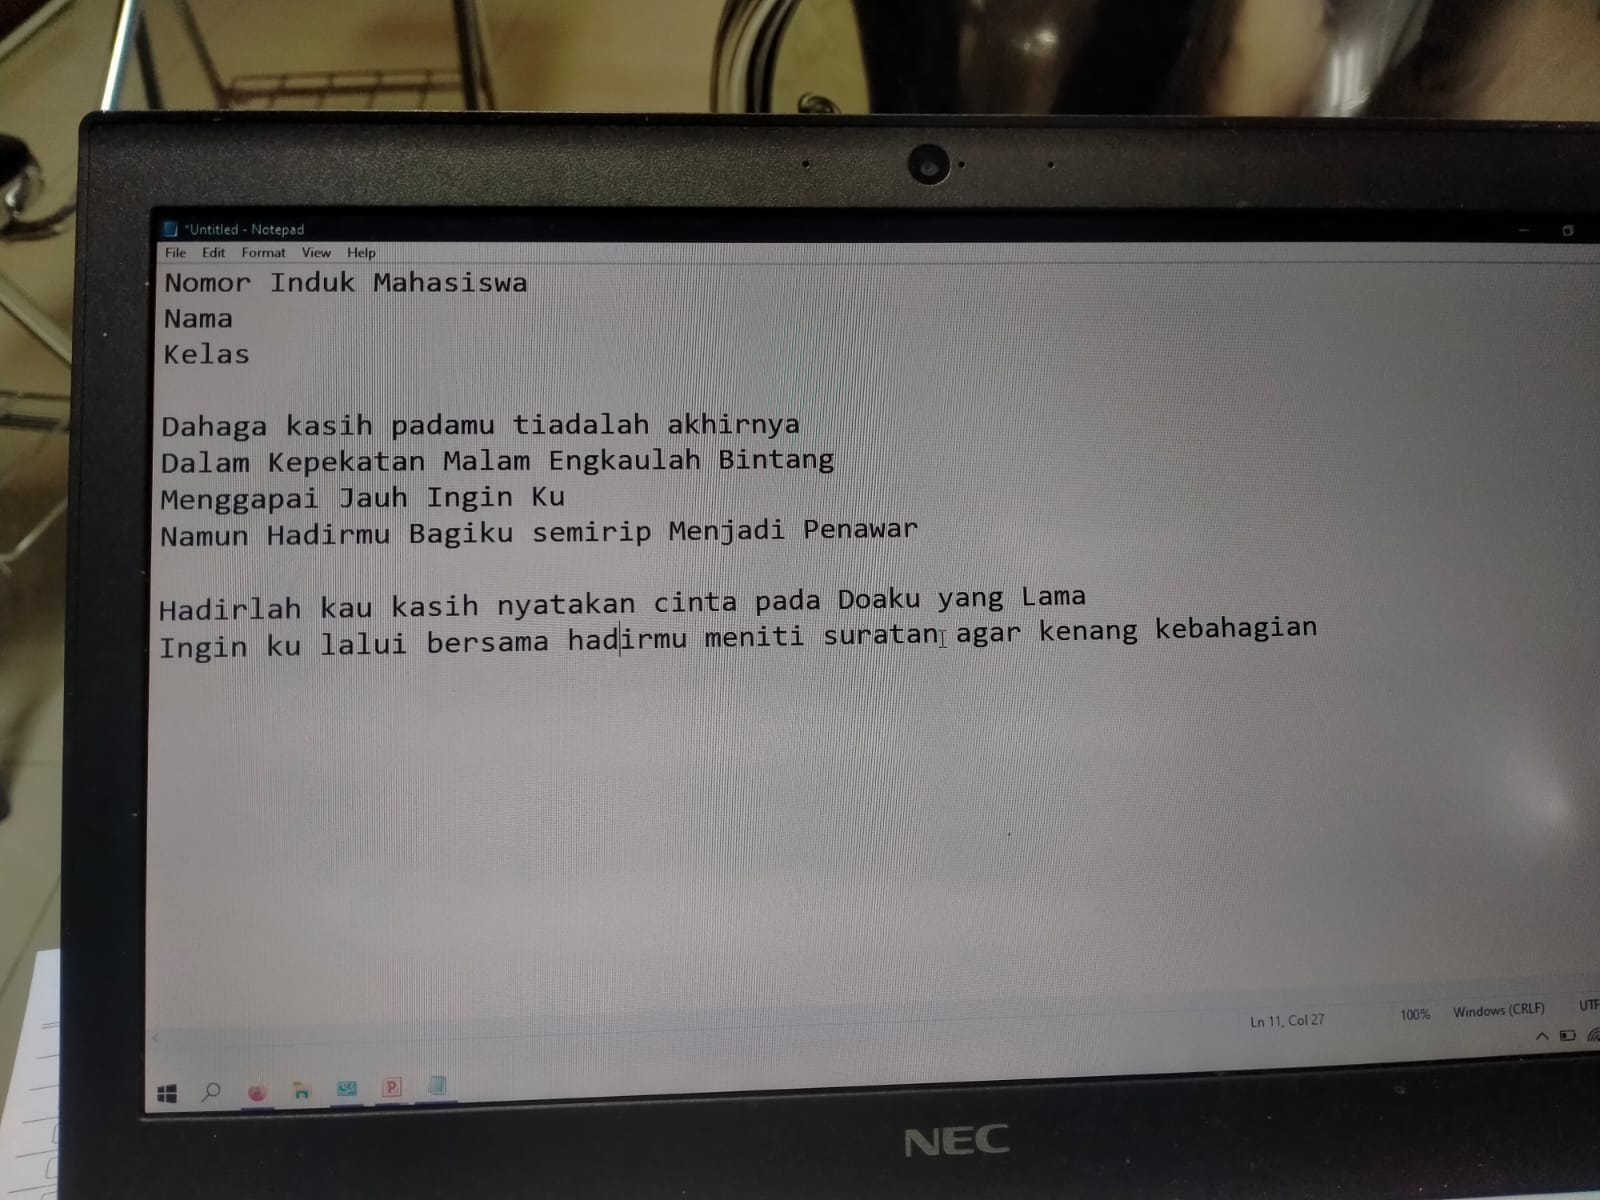 *Untitled - Notepad
File Edit Format View Help
Nomor Induk Mahasiswa
Nama
Kelas
Dahaga kasih padamu tiadalah akhirnya
Dalam Kepekatan Malam Engkaulah Bintang
Menggapai Jauh Ingin Ku
Namun Hadirmu Bagiku semirip Menjadi Penawar
Hadirlah kau kasih nyatakan cinta pada Doaku yang Lama
Ingin ku lalui bersama hadirmu meniti suratan agar kenang kebahagian
Ln 11, Col 27 100% Windows (CRLF) UTF
NEC